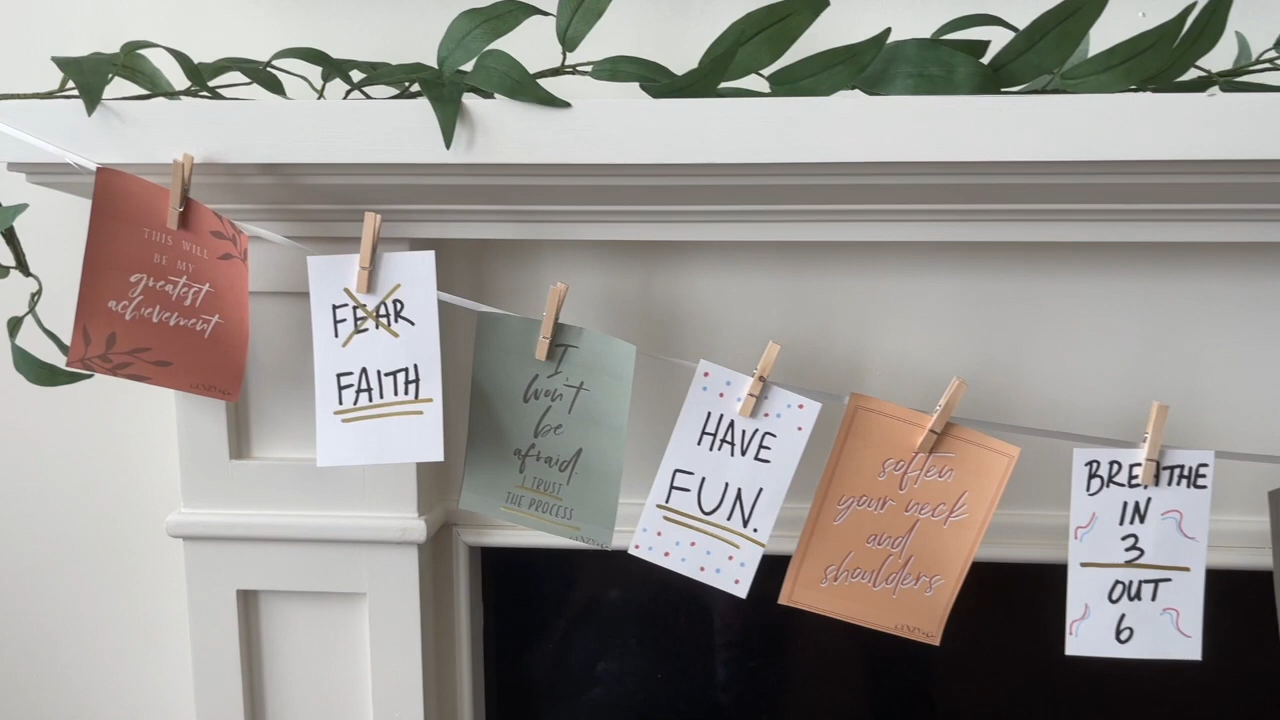 THIS WILL
BE MY
greatest
achievement
FEAR
FAITH
I
won't
be
afraid.
I TRUST
THE PROCESS
HAVE
FUN.
soften
your neck
and
shoulders
BREATHE
IN
3
OUT
6